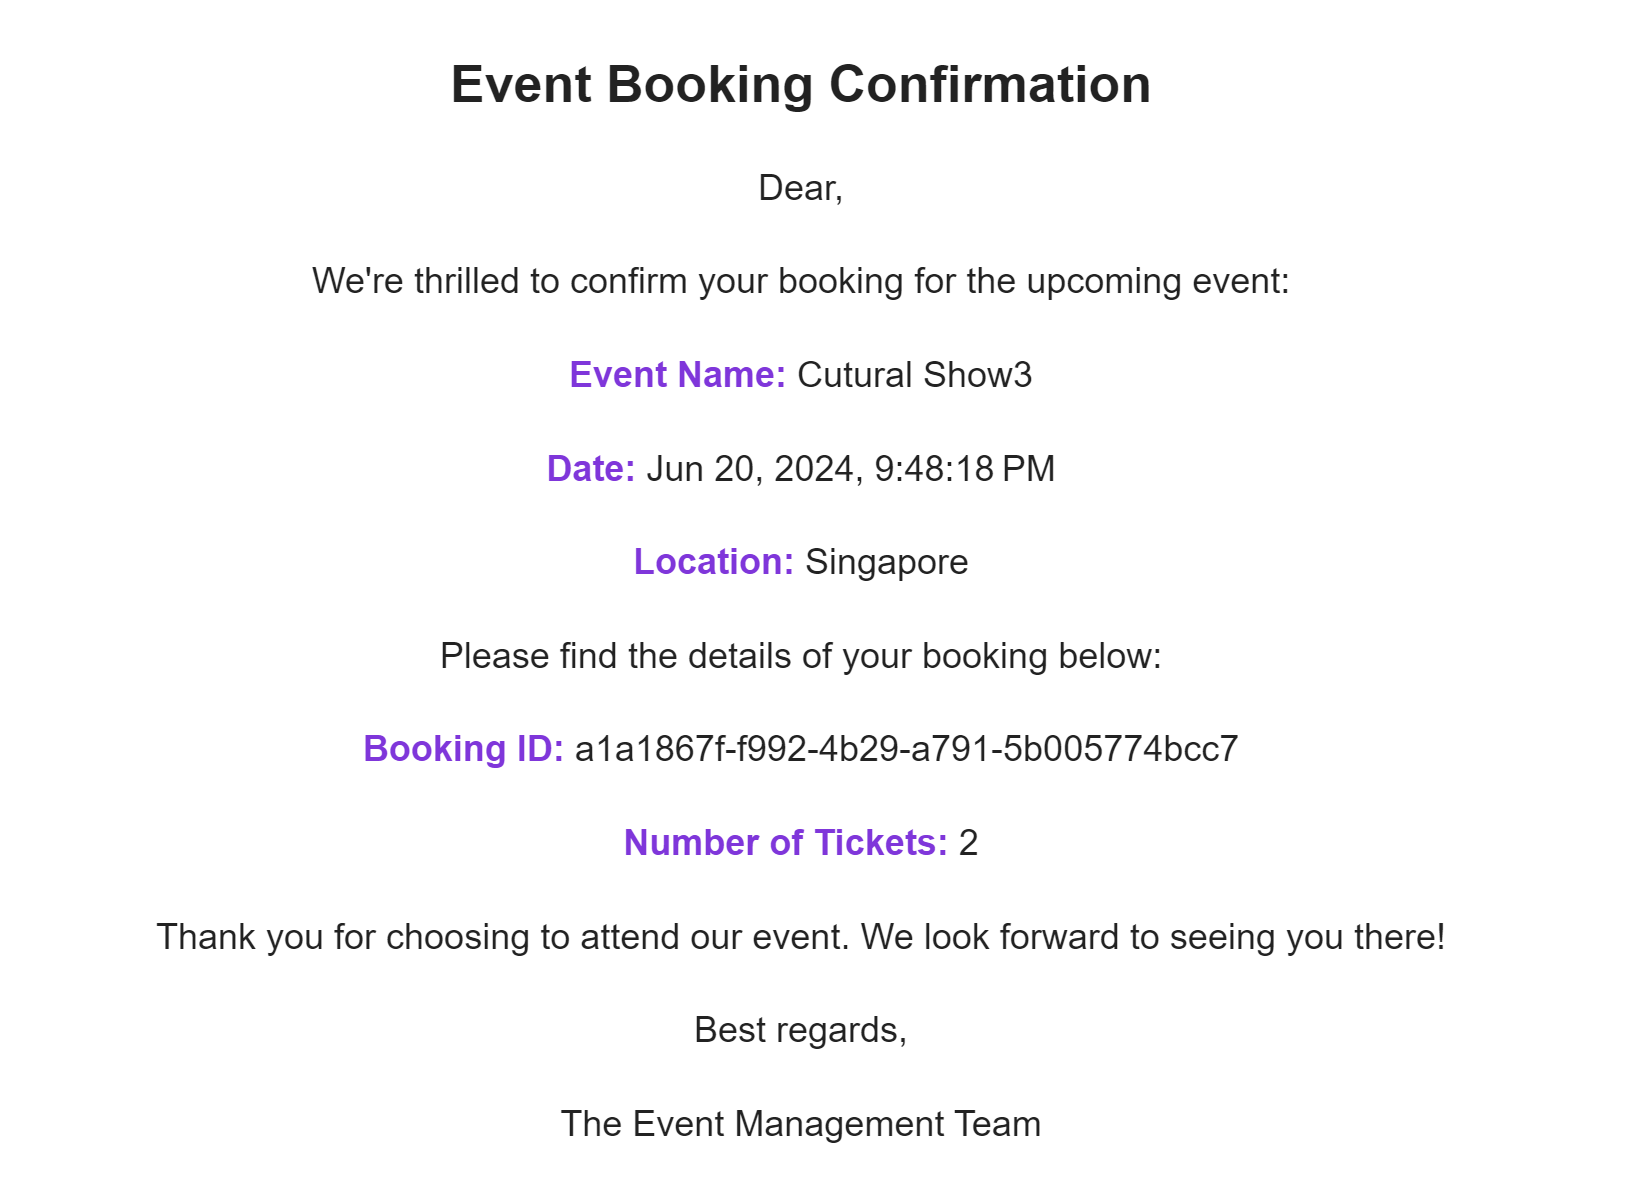 Event Booking Confirmation
Dear,
We're thrilled to confirm your booking for the upcoming event:
Event Name: Cutural Show3
Date: Jun 20, 2024, 9:48:18 PM
Location: Singapore
Please find the details of your booking below:
Booking ID: a1a1867f-f992-4b29-a791-5b005774bcc7
Number of Tickets: 2
Thank you for choosing to attend our event. We look forward to seeing you there!
Best regards,
The Event Management Team